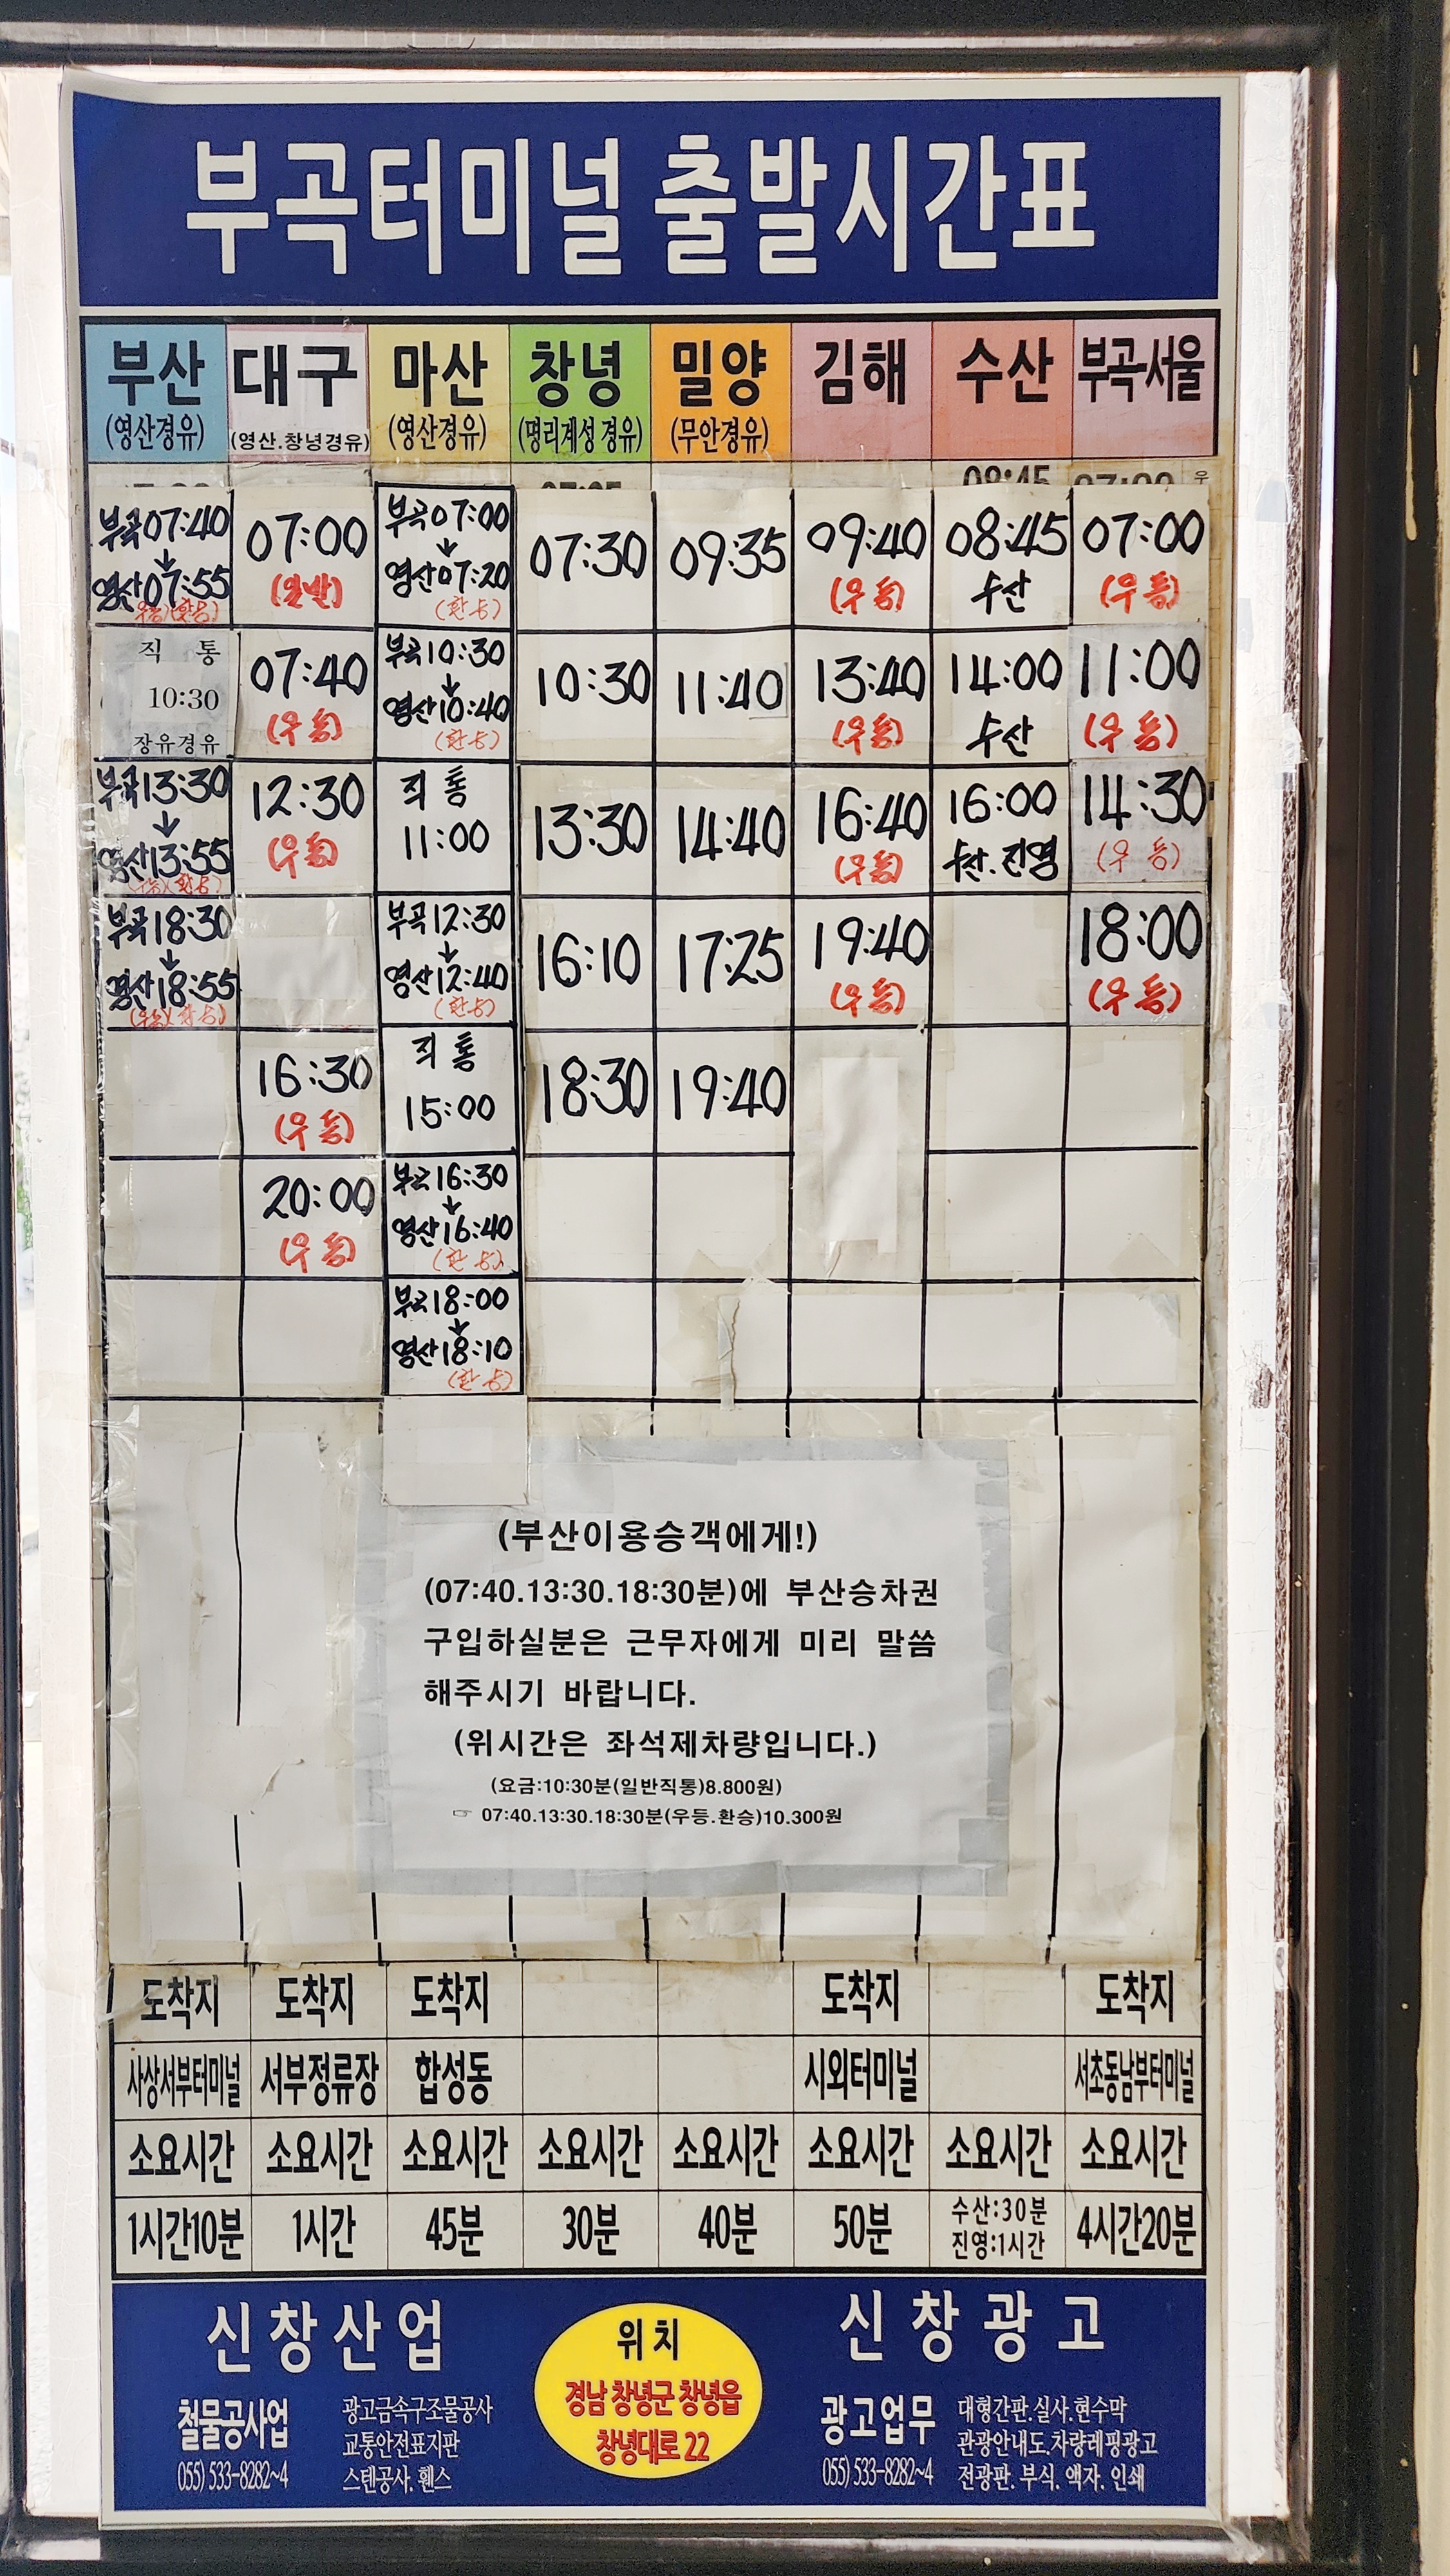 부곡터미널 출발시간표
부산 대구 마산 창녕 밀양 김해 수산 부곡서울
(영산경유) (영산.창녕경유) (영산경유) (명리계성 경유) (무안경유)
08:45 우
부곡07:40 07:00 부곡07:00 07:30 09:35 09:40 08:45 07:00
↓ (일반) ↓ (우등) 수산 (우등)
영산07:55 영산07:20
(우등)(환승) (환승)
직 통 07:40 부곡10:30 10:30 11:40 13:40 14:00 11:00
10:30 (우등) ↓ (우등) 수산 (우등)
장유경유 영산10:40
(환승)
부곡13:30 12:30 직 통 13:30 14:40 16:40 16:00 14:30
↓ (우등) 11:00 (우등) 수산.진영 (우 등)
영산13:55
(우등)(환승)
부곡18:30 부곡12:30 16:10 17:25 19:40 18:00
↓ ↓ (우등) (우등)
영산18:55 영산12:40
(우등)(환승) (환승)
16:30 직 통 18:30 19:40
(우등) 15:00
20:00 부곡16:30
(우등) ↓
영산16:40
(환승)
부곡18:00
↓
영산18:10
(환승)
(부산이용승객에게!)
(07:40.13:30.18:30분)에 부산승차권
구입하실분은 근무자에게 미리 말씀
해주시기 바랍니다.
(위시간은 좌석제차량입니다.)
(요금:10:30분(일반직통)8.800원)
☞ 07:40.13:30.18:30분(우등.환승)10.300원
도착지 도착지 도착지 도착지 도착지
사상서부터미널 서부정류장 합성동 시외터미널 서초동남부터미널
소요시간 소요시간 소요시간 소요시간 소요시간 소요시간 소요시간 소요시간
1시간10분 1시간 45분 30분 40분 50분 수산:30분 4시간20분
진영:1시간
신창산업
철물공사업
055) 533-8282~4
광고금속구조물공사
교통안전표지판
스텐공사, 휀스
위 치
경남 창녕군 창녕읍
창녕대로 22
신창광고
광고업무
055) 533-8282~4
대형간판.실사.현수막
관광안내도.차량레핑광고
전광판. 부식. 액자. 인쇄